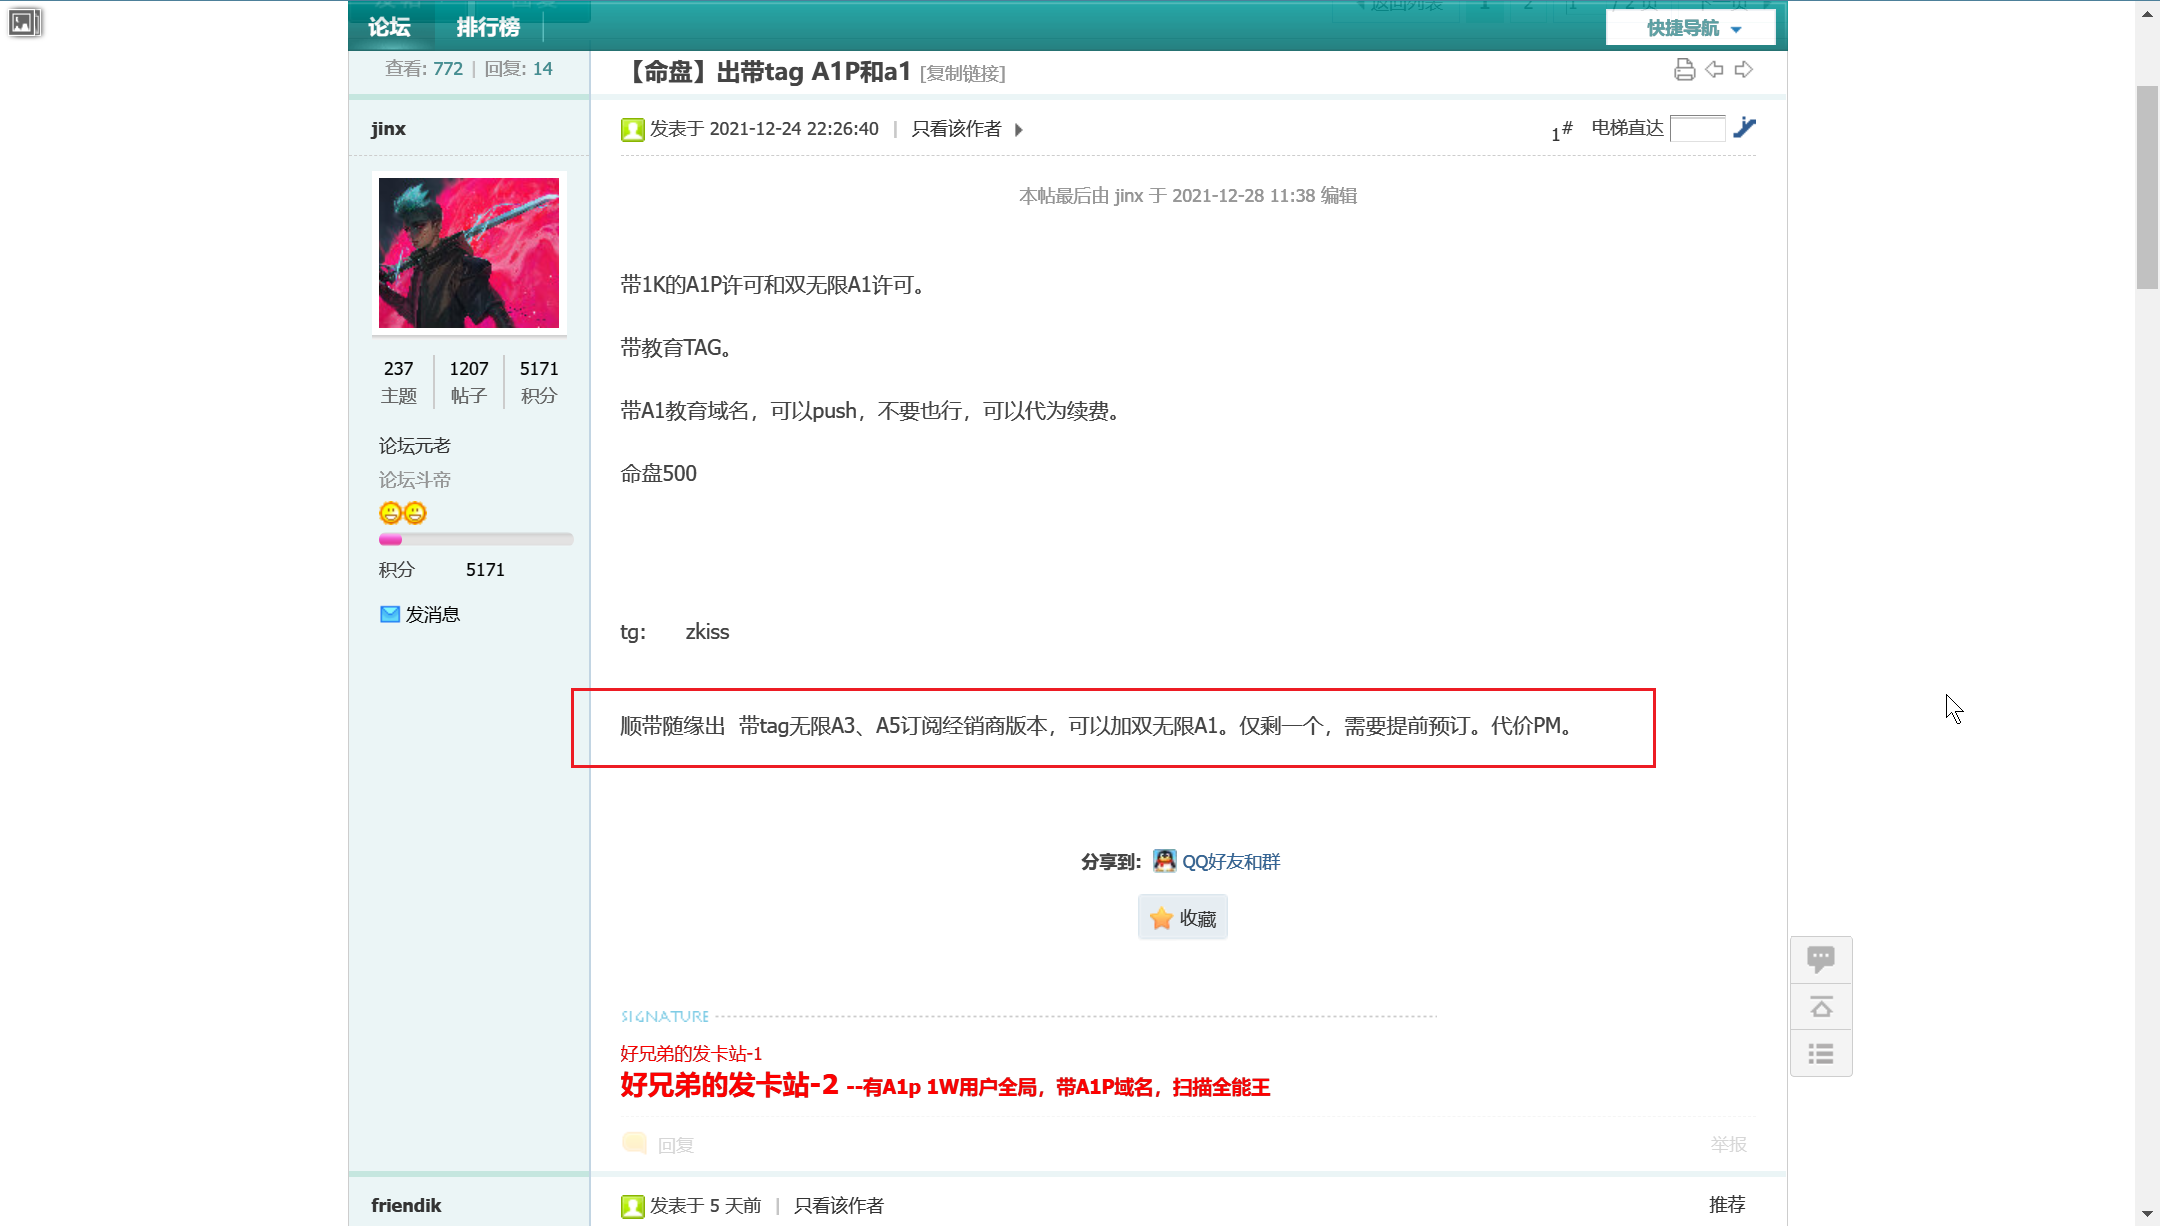 论坛
排行榜
返回列表 1 2 1 / 2 页 下一页
快捷导航
查看: 772 | 回复: 14
【命盘】出带tag A1P和a1 [复制链接]
jinx
发表于 2021-12-24 22:26:40 | 只看该作者
1# 电梯直达
本帖最后由 jinx 于 2021-12-28 11:38 编辑
237 1207 5171
主题 帖子 积分
论坛元老
论坛斗帝
积分 5171
发消息
带1K的A1P许可和双无限A1许可。
带教育TAG。
带A1教育域名，可以push，不要也行，可以代为续费。
命盘500
tg: zkiss
顺带随缘出 带tag无限A3、A5订阅经销商版本，可以加双无限A1。仅剩一个，需要提前预订。代价PM。
分享到: QQ好友和群
收藏
SIGNATURE
好兄弟的发卡站-1
好兄弟的发卡站-2 --有A1p 1W用户全局，带A1P域名，扫描全能王
回复 举报
friendik
发表于 5 天前 | 只看该作者 推荐